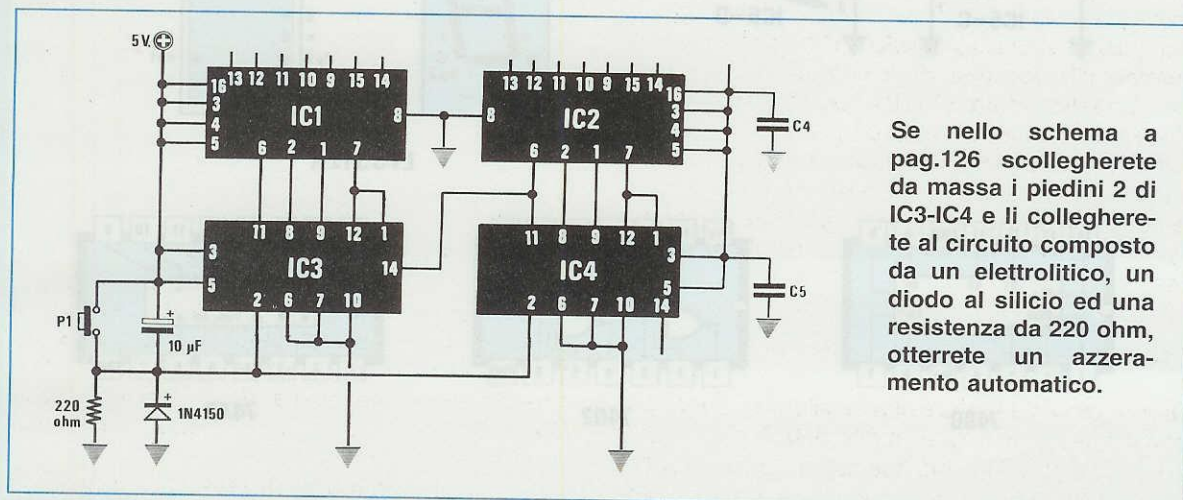 5 V.
13 12 11 10 9 15 14
16
3
4
5
IC1
8
6 2 1 7
13 12 11 10 9 15 14
8
IC2
16
3
4
5
6 2 1 7
C4
11 8 9 12 1
3
5
IC3
14
2 6 7 10
11 8 9 12 1
IC4
3
5
2 6 7 10 14
C5
P1
+
10 µF
220
ohm
+
1N4150
Se nello schema a
pag.126 scollegherete
da massa i piedini 2 di
IC3-IC4 e li colleghere-
te al circuito composto
da un elettrolitico, un
diodo al silicio ed una
resistenza da 220 ohm,
otterrete un azzera-
mento automatico.
7402